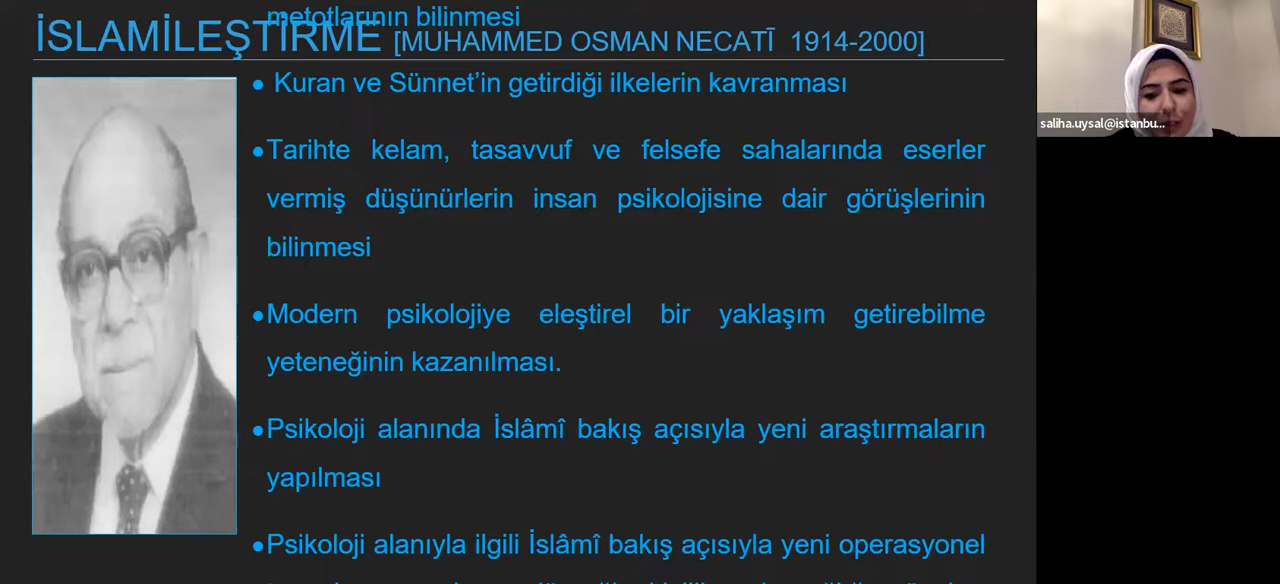 metotlarının bilinmesi
İSLAMİLEŞTİRME [MUHAMMED OSMAN NECATĪ 1914-2000]
● Kuran ve Sünnet’in getirdiği ilkelerin kavranması
●Tarihte kelam, tasavvuf ve felsefe sahalarında eserler
vermiş düşünürlerin insan psikolojisine dair görüşlerinin
bilinmesi
●Modern psikolojiye eleştirel bir yaklaşım getirebilme
yeteneğinin kazanılması.
●Psikoloji alanında İslâmî bakış açısıyla yeni araştırmaların
yapılması
●Psikoloji alanıyla ilgili İslâmî bakış açısıyla yeni operasyonel
saliha.uysal@istanbu...